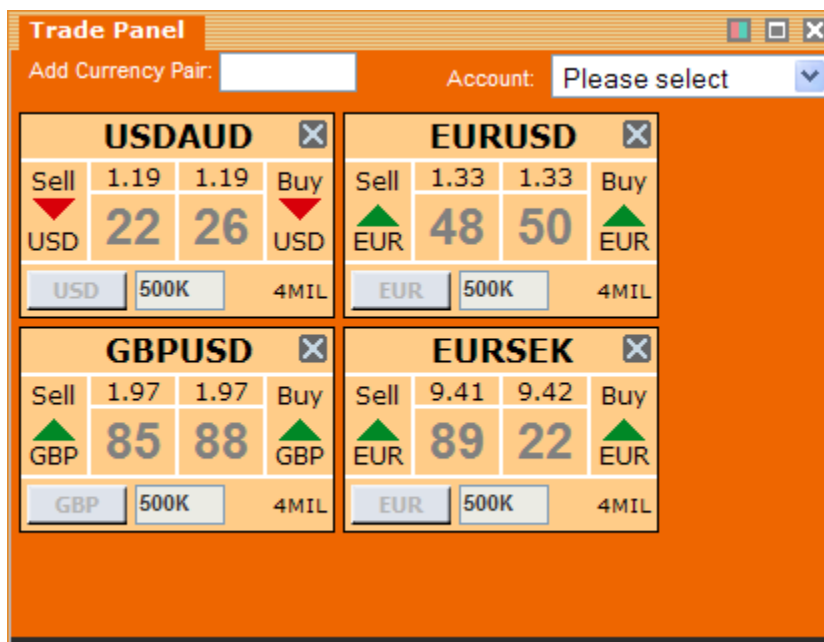 Trade Panel
Add Currency Pair:
Account: Please select
USDAUD
Sell 1.19 1.19 Buy
22 26
USD USD
USD 500K 4MIL
EURUSD
Sell 1.33 1.33 Buy
48 50
EUR EUR
EUR 500K 4MIL
GBPUSD
Sell 1.97 1.97 Buy
85 88
GBP GBP
GBP 500K 4MIL
EURSEK
Sell 9.41 9.42 Buy
89 22
EUR EUR
EUR 500K 4MIL